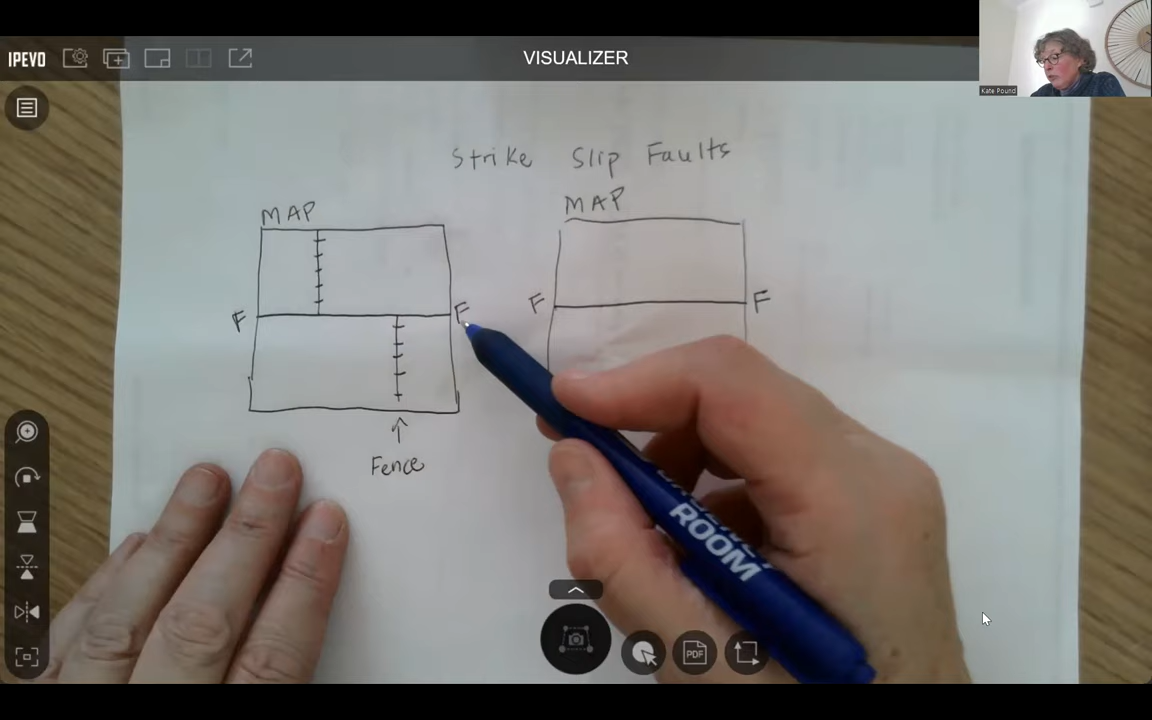 IPEVO
VISUALIZER
Kate Pound
Strike Slip Faults
MAP
MAP
F
F
F
F
Fence
ROOM
PDF